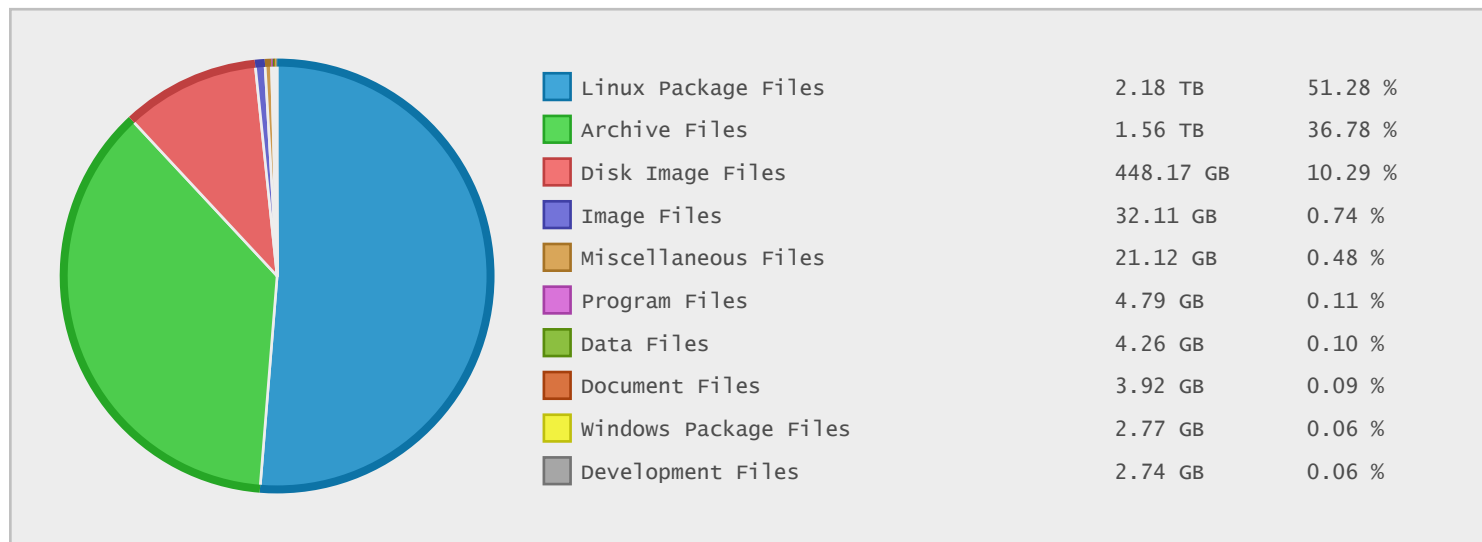 Linux Package Files 2.18 TB 51.28 %
Archive Files 1.56 TB 36.78 %
Disk Image Files 448.17 GB 10.29 %
Image Files 32.11 GB 0.74 %
Miscellaneous Files 21.12 GB 0.48 %
Program Files 4.79 GB 0.11 %
Data Files 4.26 GB 0.10 %
Document Files 3.92 GB 0.09 %
Windows Package Files 2.77 GB 0.06 %
Development Files 2.74 GB 0.06 %